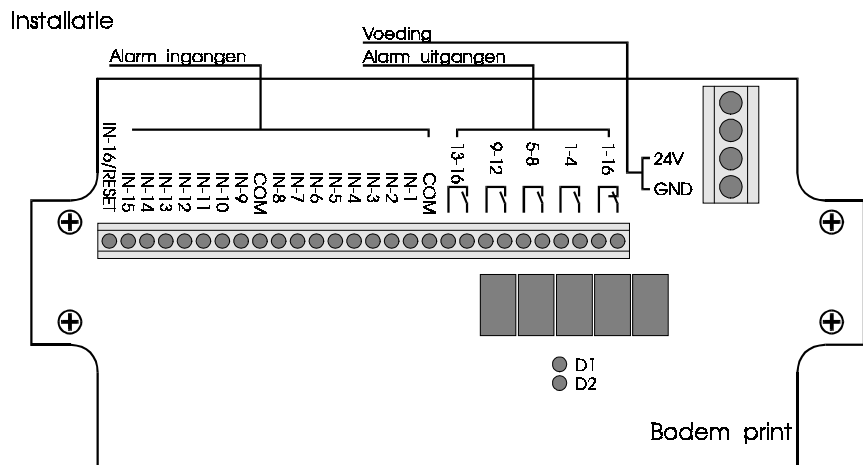 Installatie
Voeding
Alarm ingangen
Alarm uitgangen
IN-16/RESET
IN-15
IN-14
IN-13
IN-12
IN-11
IN-10
IN-9
COM
IN-8
IN-7
IN-6
IN-5
IN-4
IN-3
IN-2
IN-1
COM
13-16
9-12
5-8
1-4
1-16
24V
GND
D1
D2
Bodem print